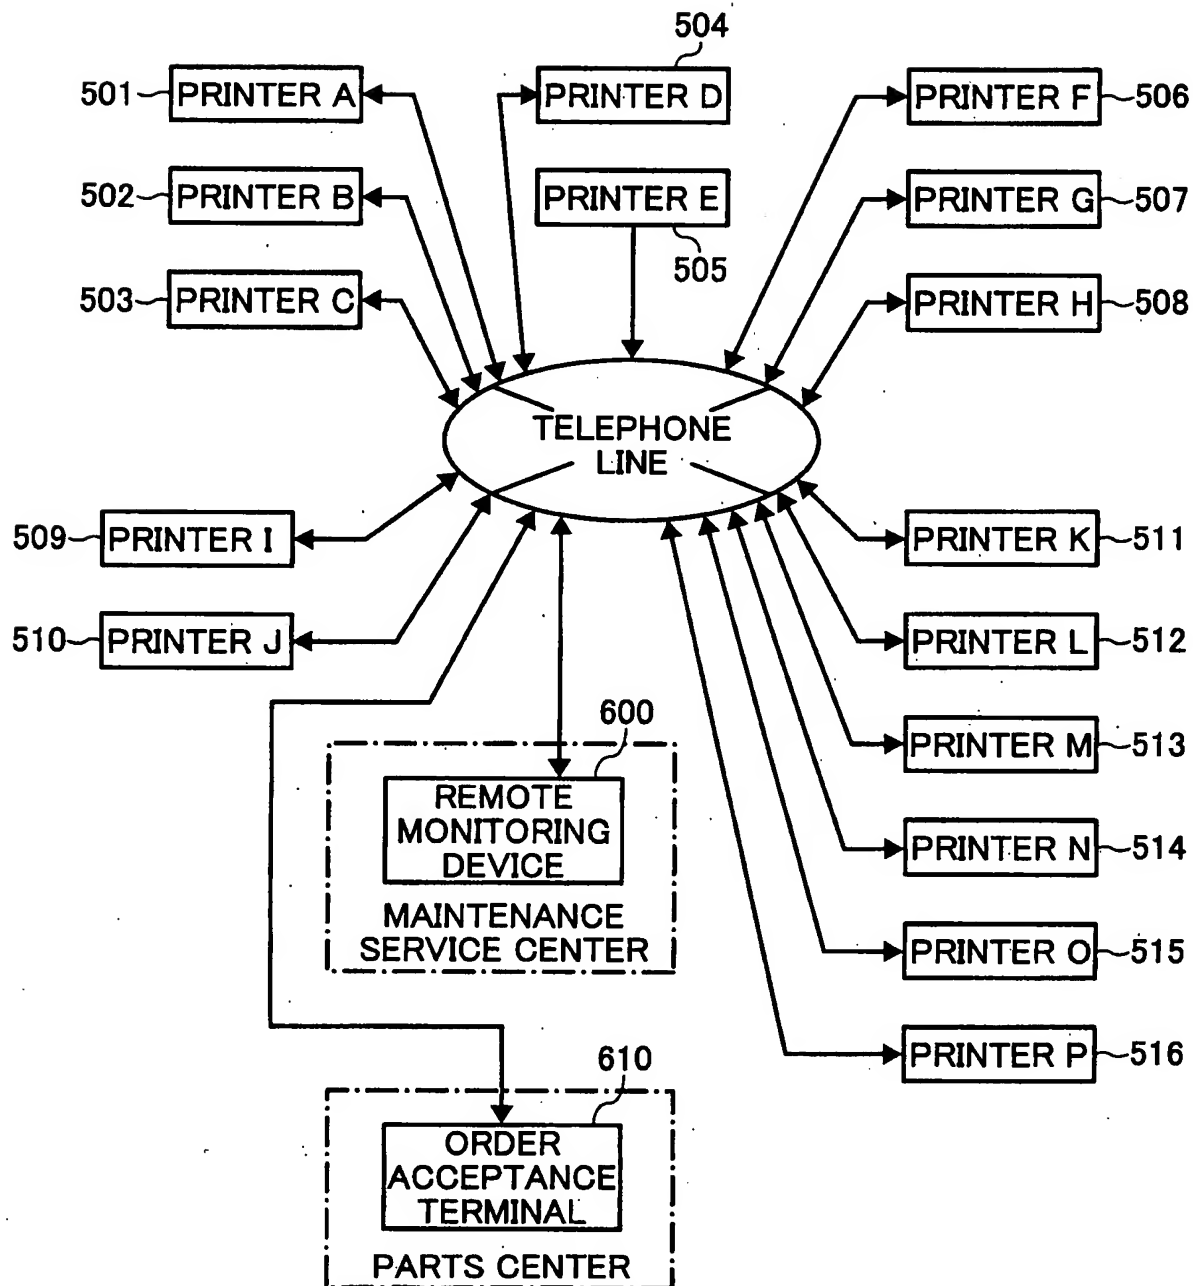 504
501 PRINTER A
PRINTER D
PRINTER F 506
502 PRINTER B
PRINTER E
PRINTER G 507
505
503 PRINTER C
PRINTER H 508
TELEPHONE
LINE
509 PRINTER I
PRINTER K 511
510 PRINTER J
PRINTER L 512
600
PRINTER M 513
REMOTE
MONITORING
DEVICE
PRINTER N 514
MAINTENANCE
SERVICE CENTER
PRINTER O 515
PRINTER P 516
610
ORDER
ACCEPTANCE
TERMINAL
PARTS CENTER